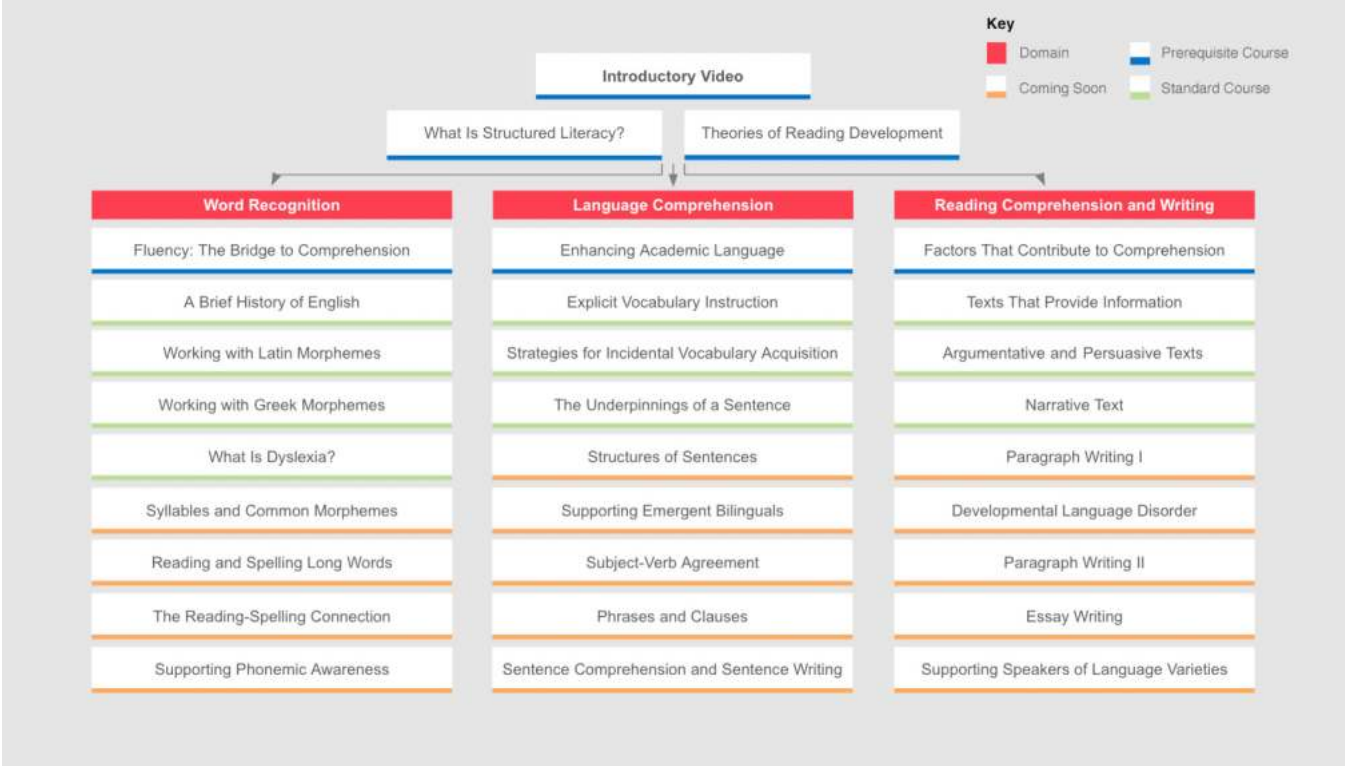 Key
Domain
Prerequisite Course
Coming Soon
Standard Course
Introductory Video
What Is Structured Literacy?
Theories of Reading Development
Word Recognition
Fluency: The Bridge to Comprehension
A Brief History of English
Working with Latin Morphemes
Working with Greek Morphemes
What Is Dyslexia?
Syllables and Common Morphemes
Reading and Spelling Long Words
The Reading-Spelling Connection
Supporting Phonemic Awareness
Language Comprehension
Enhancing Academic Language
Explicit Vocabulary Instruction
Strategies for Incidental Vocabulary Acquisition
The Underpinnings of a Sentence
Structures of Sentences
Supporting Emergent Bilinguals
Subject-Verb Agreement
Phrases and Clauses
Sentence Comprehension and Sentence Writing
Reading Comprehension and Writing
Factors That Contribute to Comprehension
Texts That Provide Information
Argumentative and Persuasive Texts
Narrative Text
Paragraph Writing I
Developmental Language Disorder
Paragraph Writing II
Essay Writing
Supporting Speakers of Language Varieties